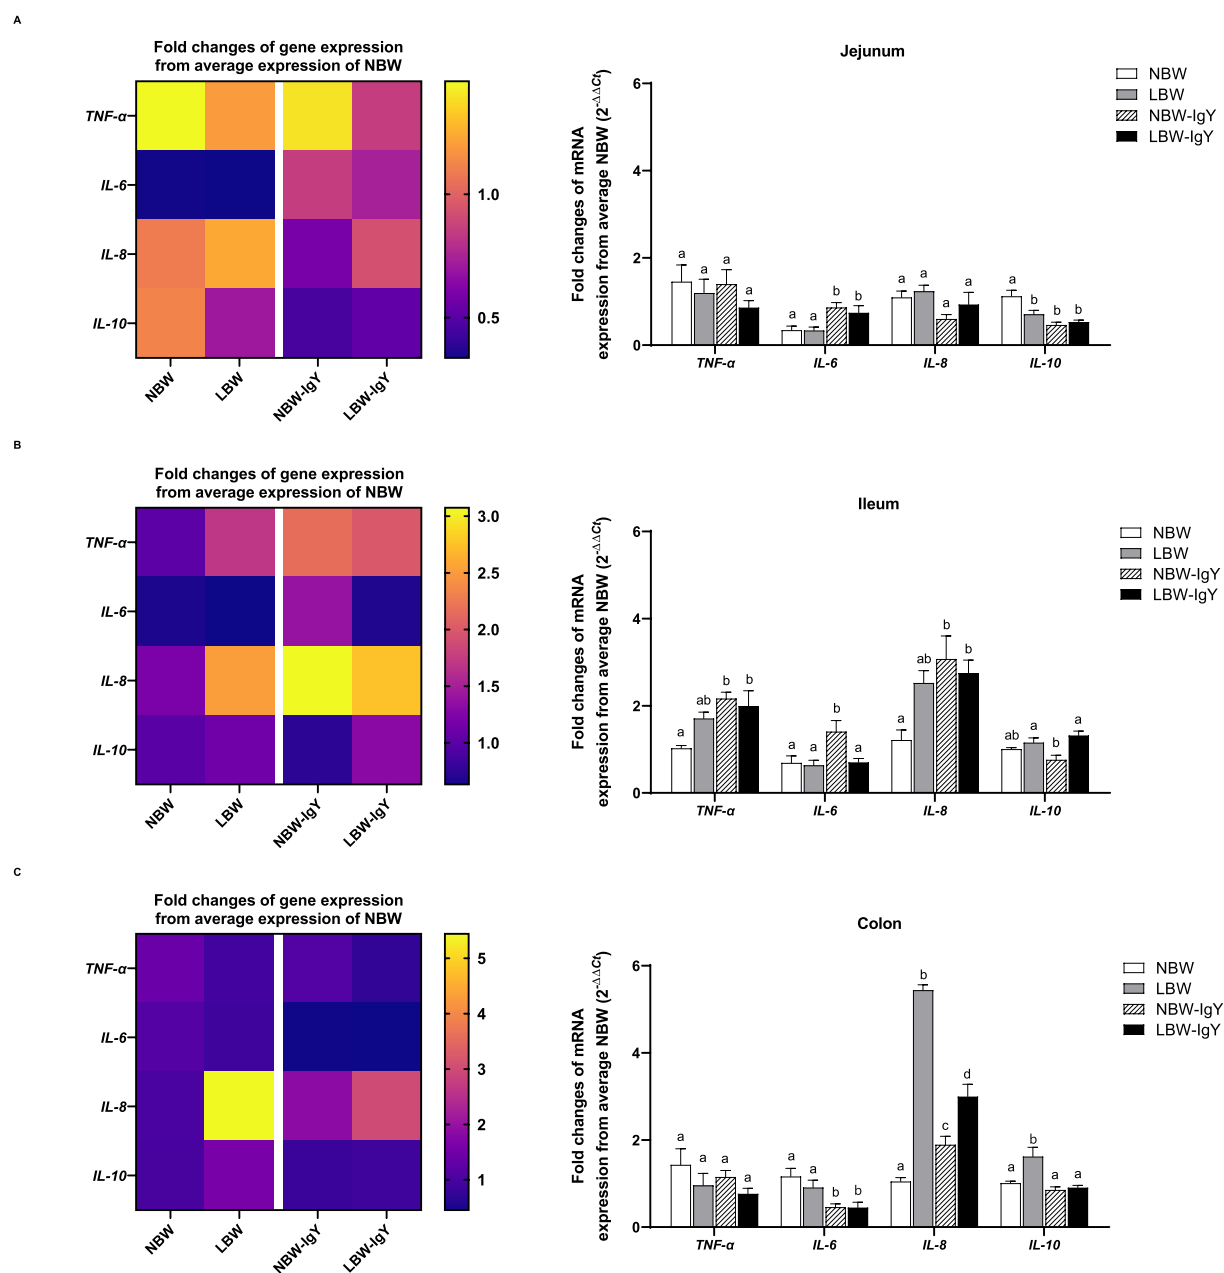 A
Fold changes of gene expression
from average expression of NBW
TNF-α
IL-6
IL-8
IL-10
NBW
LBW
NBW-IgY
LBW-IgY
1.0
0.5
Jejunum
Fold changes of mRNA
expression from average NBW (2^-ΔΔCt)
6
4
2
0
a a a a
a a b b
a a a a
a b b b
TNF-α
IL-6
IL-8
IL-10
NBW
LBW
NBW-IgY
LBW-IgY
B
Fold changes of gene expression
from average expression of NBW
TNF-α
IL-6
IL-8
IL-10
NBW
LBW
NBW-IgY
LBW-IgY
3.0
2.5
2.0
1.5
1.0
Ileum
Fold changes of mRNA
expression from average NBW (2^-ΔΔCt)
6
4
2
0
a ab b b
a a b a
a ab b b
ab a b a
TNF-α
IL-6
IL-8
IL-10
NBW
LBW
NBW-IgY
LBW-IgY
C
Fold changes of gene expression
from average expression of NBW
TNF-α
IL-6
IL-8
IL-10
NBW
LBW
NBW-IgY
LBW-IgY
5
4
3
2
1
Colon
Fold changes of mRNA
expression from average NBW (2^-ΔΔCt)
6
4
2
0
a a a a
a a b b
a b c d
a b a a
TNF-α
IL-6
IL-8
IL-10
NBW
LBW
NBW-IgY
LBW-IgY